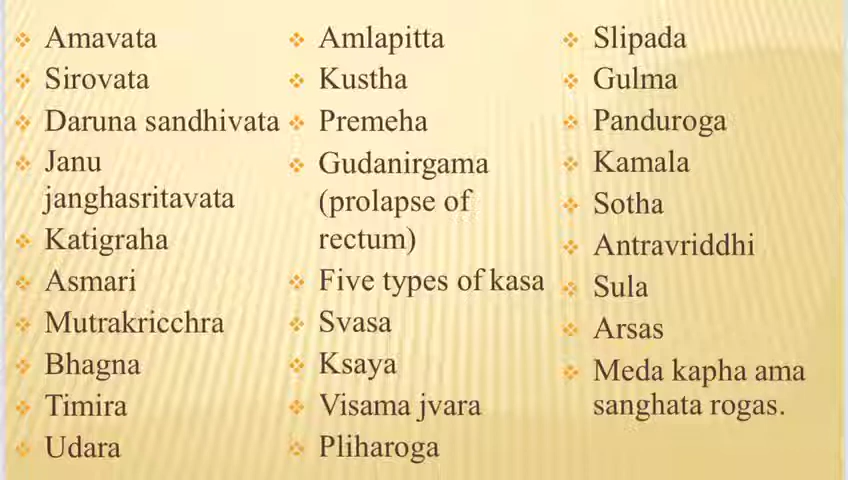 Amavata
Sirovata
Daruna sandhivata
Janu
janghasritavata
Katigraha
Asmari
Mutrakricchra
Bhagna
Timira
Udara
Amlapitta
Kustha
Premeha
Gudanirgama
(prolapse of
rectum)
Five types of kasa
Svasa
Ksaya
Visama jvara
Pliharoga
Slipada
Gulma
Panduroga
Kamala
Sotha
Antravriddhi
Sula
Arsas
Meda kapha ama
sanghata rogas.